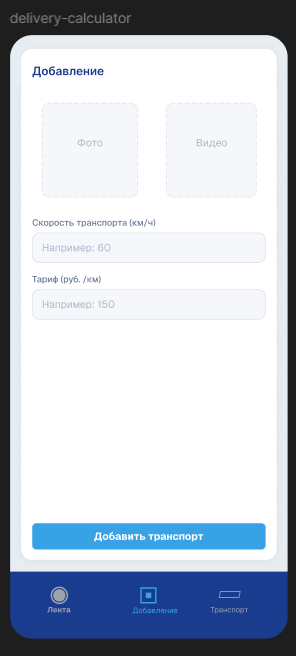 delivery-calculator
Добавление
Фото
Видео
Скорость транспорта (км/ч)
Например: 60
Тариф (руб. /км)
Например: 150
Добавить транспорт
Лента
Добавление
Транспорт